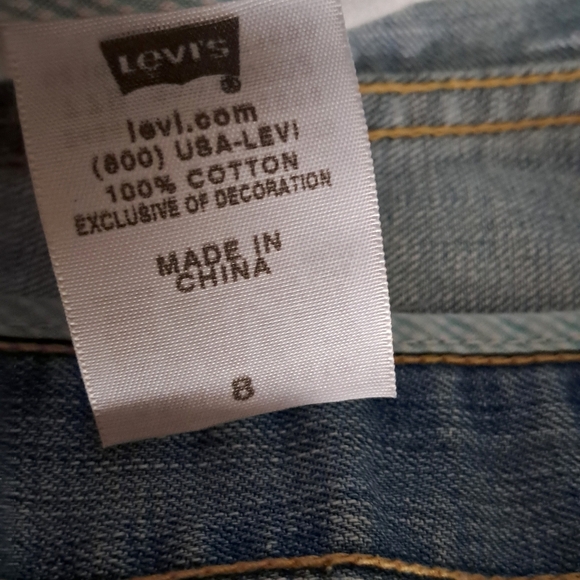 LEVI'S
®
levi.com
(800) USA-LEVI
100% COTTON
EXCLUSIVE OF DECORATION
MADE IN
CHINA
8